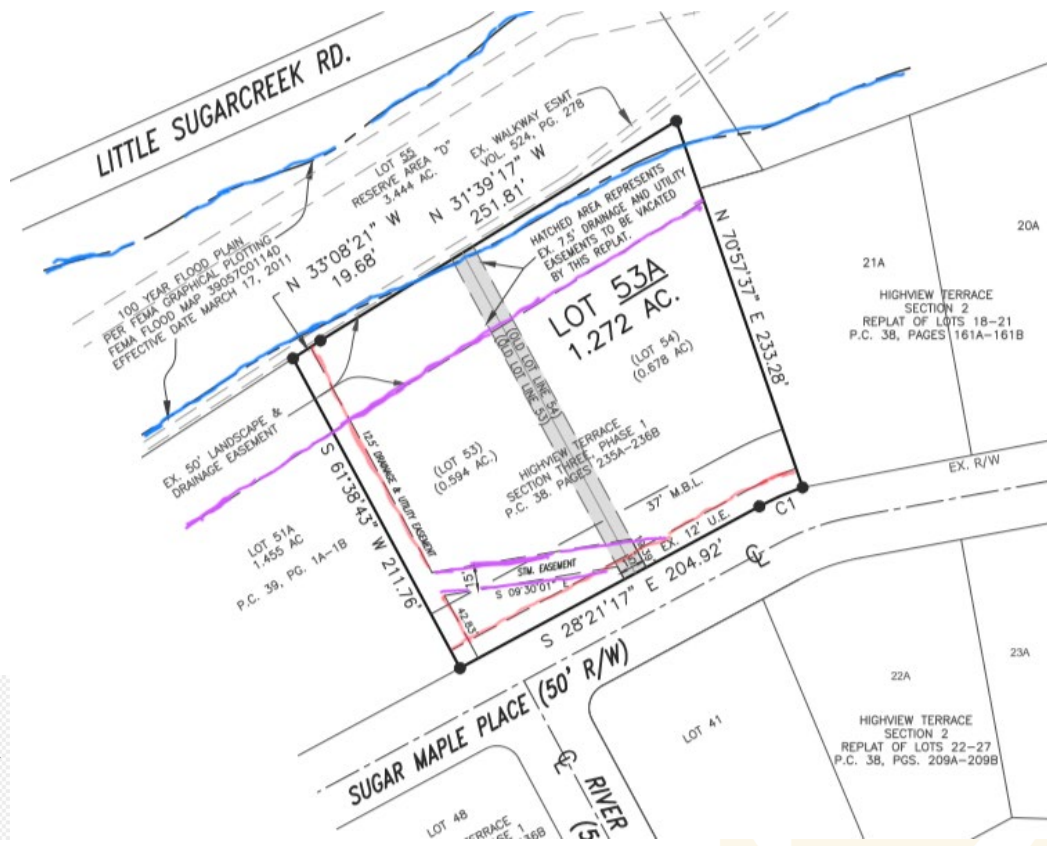 LITTLE SUGARCREEK RD.
100 YEAR FLOOD PLAIN
PER FEMA GRAPHICAL PLOTTING
FEMA FLOOD MAP 39057C0114D
EFFECTIVE DATE MARCH 17, 2011
LOT 55
RESERVE AREA "D"
3.444 AC.
EX. WALKWAY ESMT
VOL. 524, PG. 278
N 33°08'21" W
19.68'
N 31°39'17" W
251.81'
HATCHED AREA REPRESENTS
EX. 7.5' DRAINAGE AND UTILITY
EASEMENTS TO BE VACATED
BY THIS REPLAT.
LOT 53A
1.272 AC.
(LOT 54)
(0.678 AC)
N 70°57'37" E 233.28'
20A
21A
HIGHVIEW TERRACE
SECTION 2
REPLAT OF LOTS 18-21
P.C. 38, PAGES 161A-161B
(OLD LOT LINE 54)
(OLD LOT LINE 53)
EX. 50' LANDSCAPE &
DRAINAGE EASEMENT
12.5' DRAINAGE & UTILITY EASEMENT
(LOT 53)
(0.594 AC.)
HIGHVIEW TERRACE
SECTION THREE, PHASE 1
P.C. 38. PAGES 235A-236B
S 61°38'43" W 211.76'
LOT 51A
1.455 AC
P.C. 39, PG. 1A-1B
37' M.B.L.
EX. R/W
C1
EX. 12' U.E.
STM. EASEMENT
15'
S 09°30'01" E
42.83'
S 28°21'17" E 204.92'
CL
SUGAR MAPLE PLACE (50' R/W)
CL RIVER
(5
LOT 41
LOT 48
ERRACE
SE 1
36B
22A
23A
HIGHVIEW TERRACE
SECTION 2
REPLAT OF LOTS 22-27
P.C. 38, PGS. 209A-209B